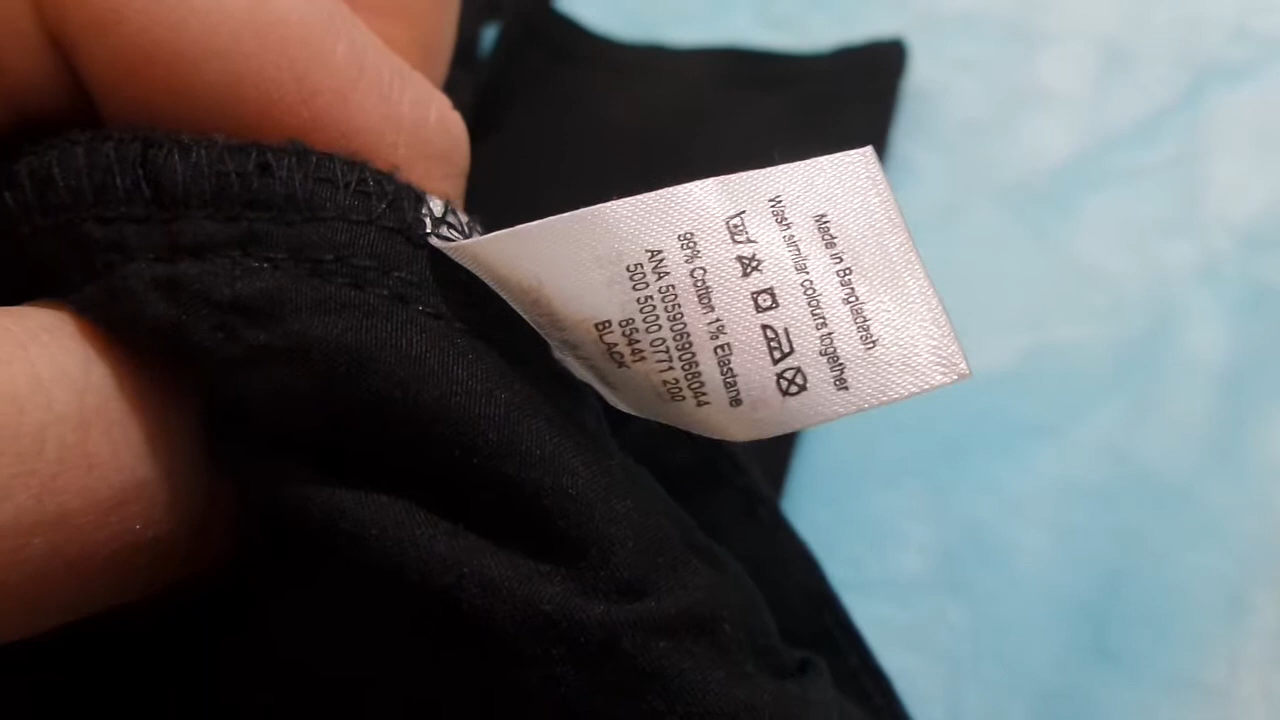 Made in Bangladesh
Wash similar colours together
99% Cotton 1% Elastane
ANA 5059069068044
500 5000 0771 200
85441
BLACK